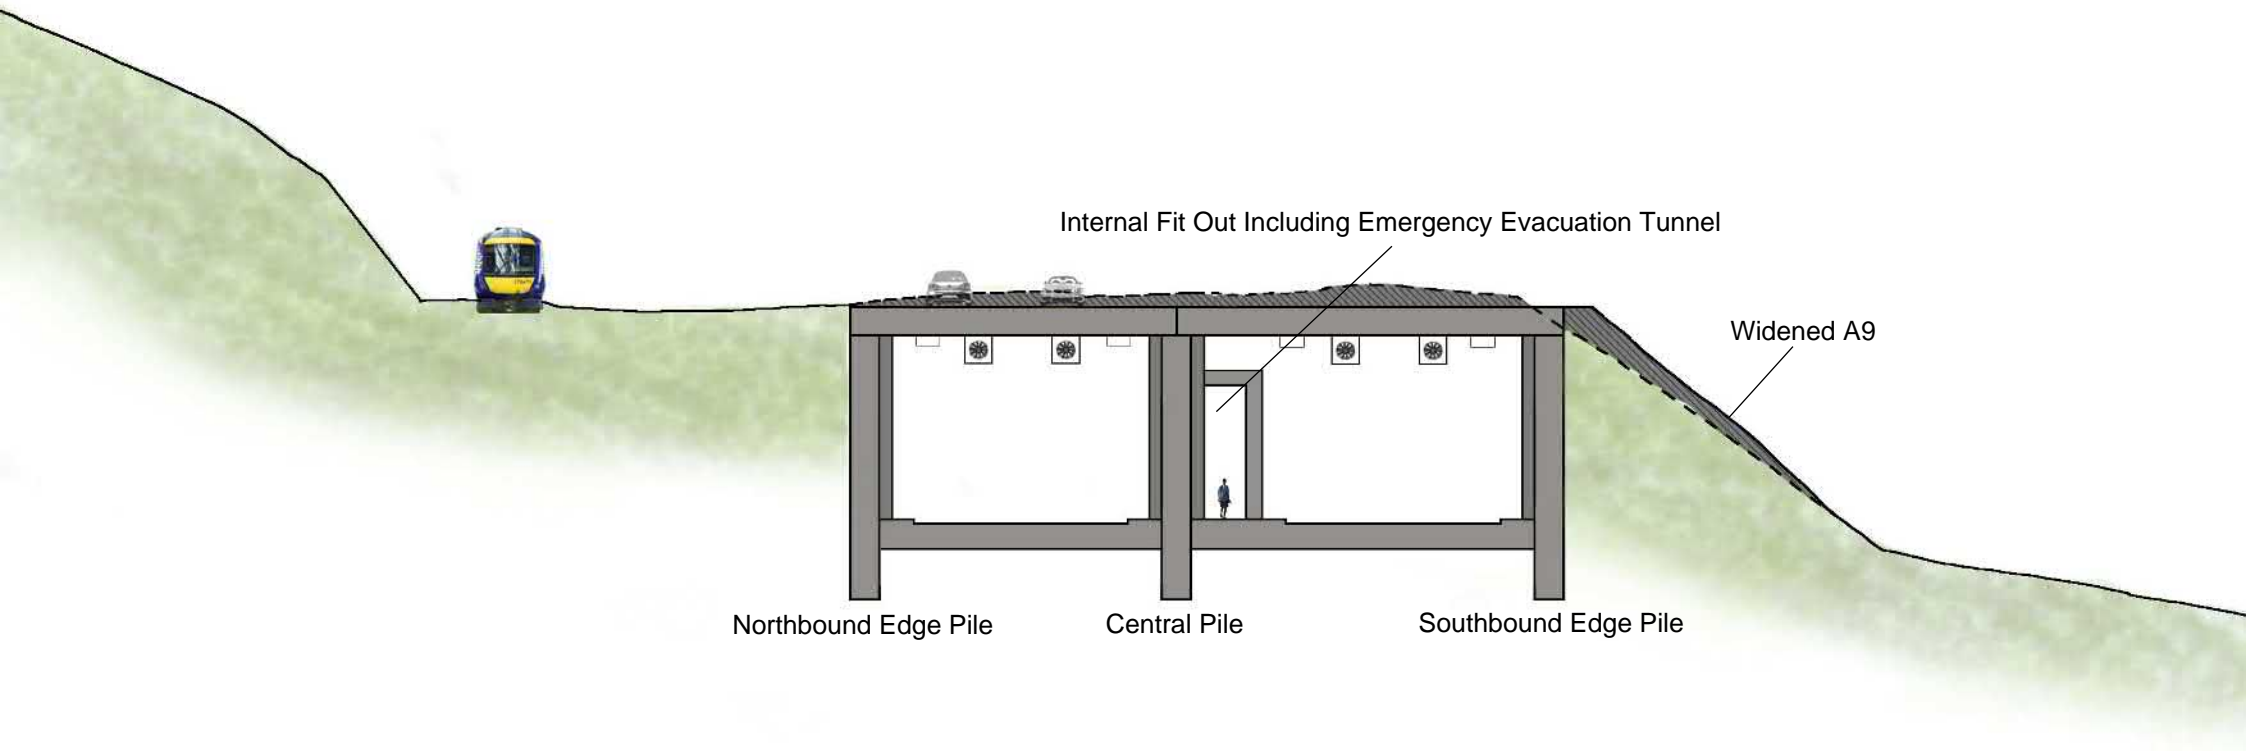 Internal Fit Out Including Emergency Evacuation Tunnel
Widened A9
Northbound Edge Pile
Central Pile
Southbound Edge Pile